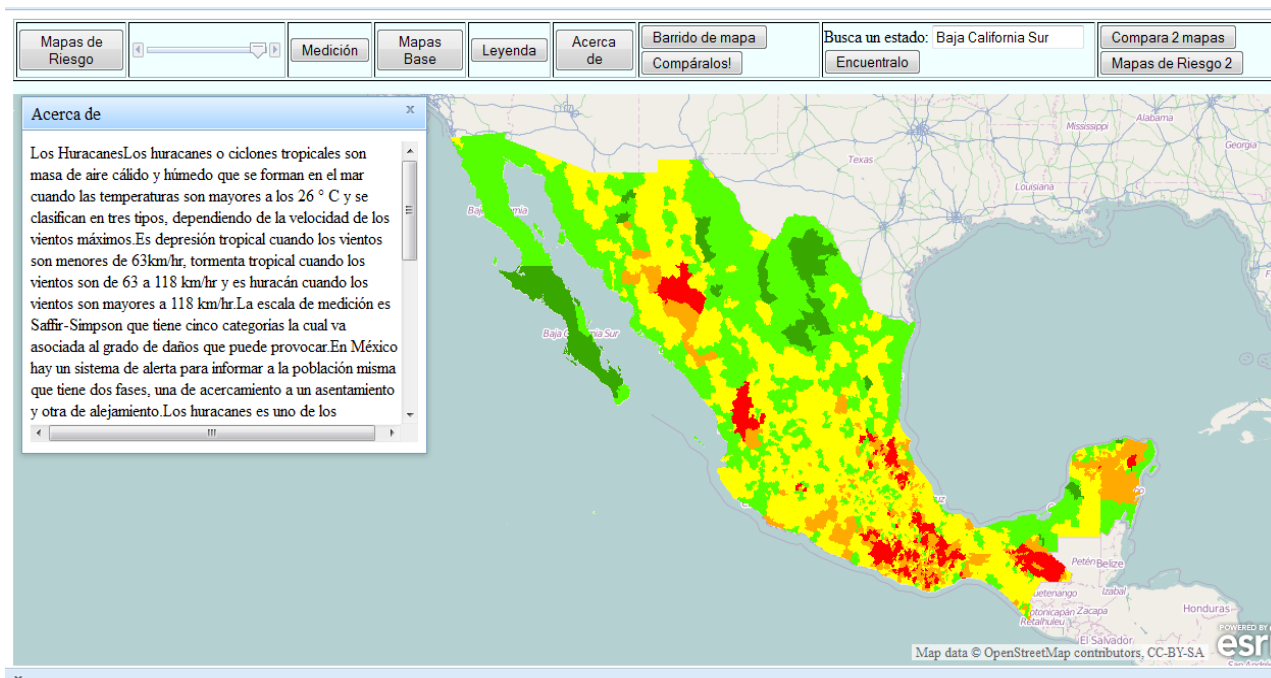 Mapas de
Riesgo
Medición
Mapas
Base
Leyenda
Acerca
de
Barrido de mapa
Compáralos!
Busca un estado: Baja California Sur
Encuentralo
Compara 2 mapas
Mapas de Riesgo 2
Acerca de
x
Los HuracanesLos huracanes o ciclones tropicales son
masa de aire cálido y húmedo que se forman en el mar
cuando las temperaturas son mayores a los 26 ° C y se
clasifican en tres tipos, dependiendo de la velocidad de los
vientos máximos.Es depresión tropical cuando los vientos
son menores de 63km/hr, tormenta tropical cuando los
vientos son de 63 a 118 km/hr y es huracán cuando los
vientos son mayores a 118 km/hr.La escala de medición es
Saffir-Simpson que tiene cinco categorias la cual va
asociada al grado de daños que puede provocar.En México
hay un sistema de alerta para informar a la población misma
que tiene dos fases, una de acercamiento a un asentamiento
y otra de alejamiento.Los huracanes es uno de los
Mississippi
Alabama
Georgia
Texas
Louisiana
Baja
Sur
Petén
Belize
Izabal
Zacapa
Retalhuleu
Honduras
El Salvador
POWERED BY
esri
Map data © OpenStreetMap contributors, CC-BY-SA